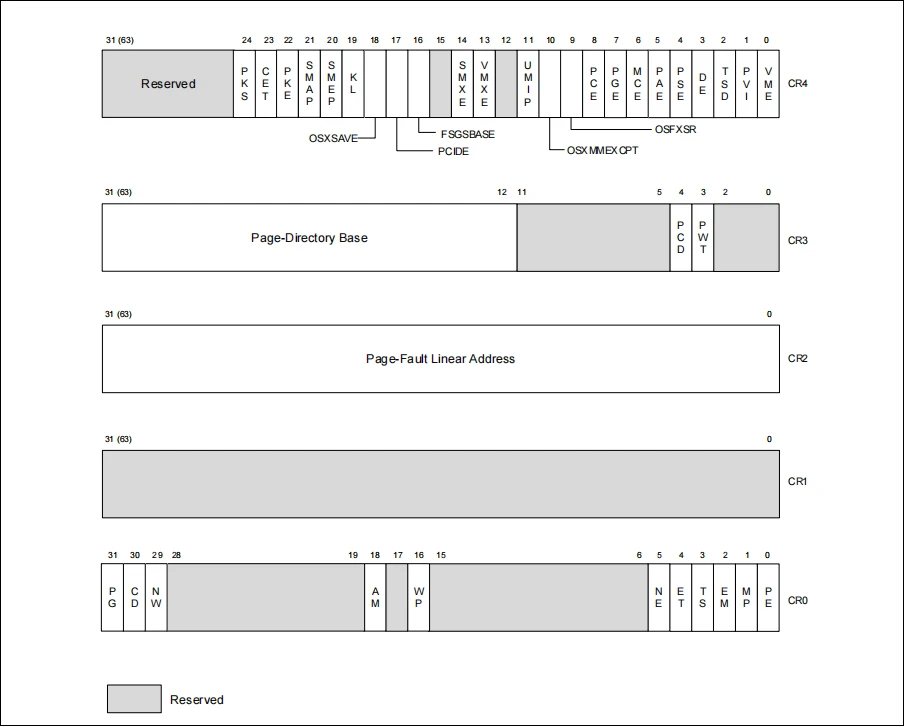 31 (63) 24 23 22 21 20 19 18 17 16 15 14 13 12 11 10 9 8 7 6 5 4 3 2 1 0
Reserved PKS CET PKE SMAP SMEP KL SMXE VMXE UMIP PCE PGE MCE PAE PSE DE TSD PVI VME CR4
OSXSAVE FSGSBASE OSFXSR
PCIDE OSXMMEXCPT
31 (63) 12 11 5 4 3 2 0
Page-Directory Base PCD PWT CR3
31 (63) 0
Page-Fault Linear Address CR2
31 (63) 0
CR1
31 30 29 28 19 18 17 16 15 6 5 4 3 2 1 0
PG CD NW AM WP NE ET TS EM MP PE CR0
Reserved